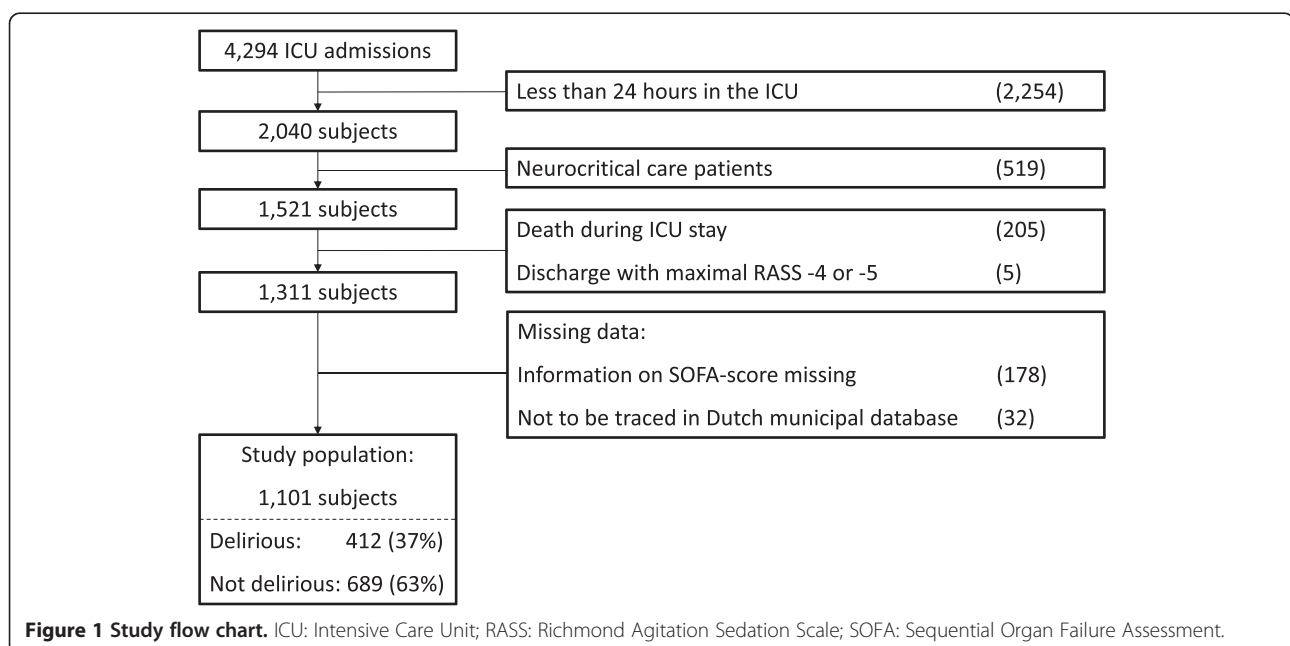 4,294 ICU admissions
Less than 24 hours in the ICU (2,254)
2,040 subjects
Neurocritical care patients (519)
1,521 subjects
Death during ICU stay (205)
Discharge with maximal RASS -4 or -5 (5)
1,311 subjects
Missing data:
Information on SOFA-score missing (178)
Not to be traced in Dutch municipal database (32)
Study population:
1,101 subjects
Delirious: 412 (37%)
Not delirious: 689 (63%)
Figure 1 Study flow chart. ICU: Intensive Care Unit; RASS: Richmond Agitation Sedation Scale; SOFA: Sequential Organ Failure Assessment.